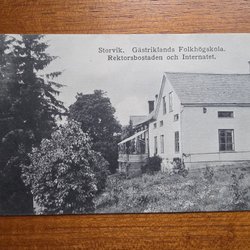 Storvik. Gästriklands Folkhögskola.
Rektorsbostaden och Internatet.